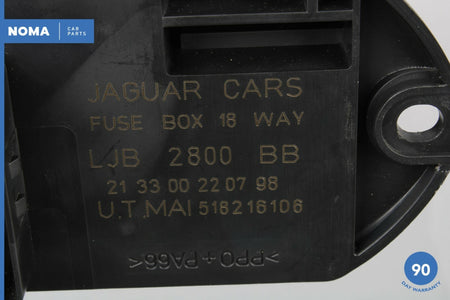 NOMA CAR PARTS
JAGUAR CARS
FUSE BOX 18 WAY
LJB 2800 BB
21 33 00 22 07 98
U.T.MAI 518216106
>PPO+PA66<
90
DAY WARRANTY